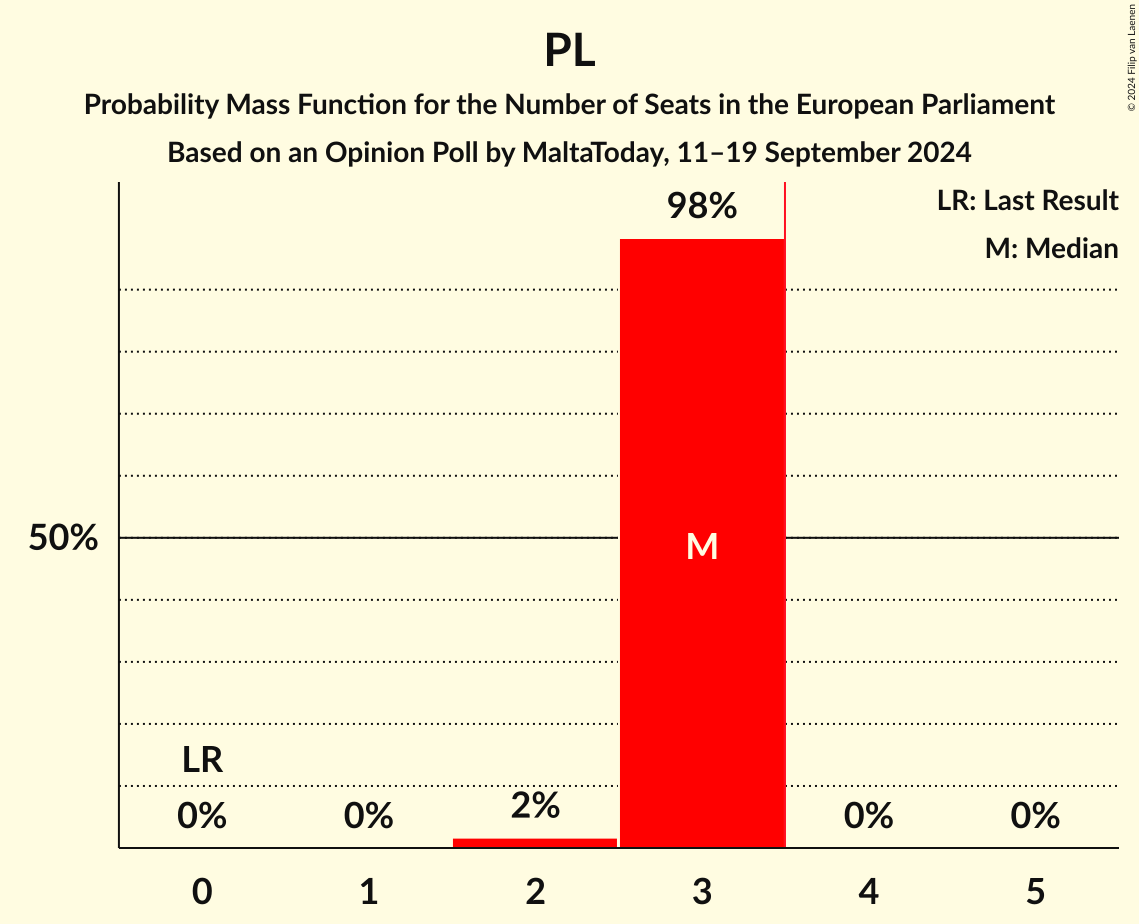 PL
Probability Mass Function for the Number of Seats in the European Parliament
Based on an Opinion Poll by MaltaToday, 11–19 September 2024
© 2024 Filip van Laenen
LR: Last Result
M: Median
98%
50%
M
LR
0%
0%
2%
0%
0%
0
1
2
3
4
5